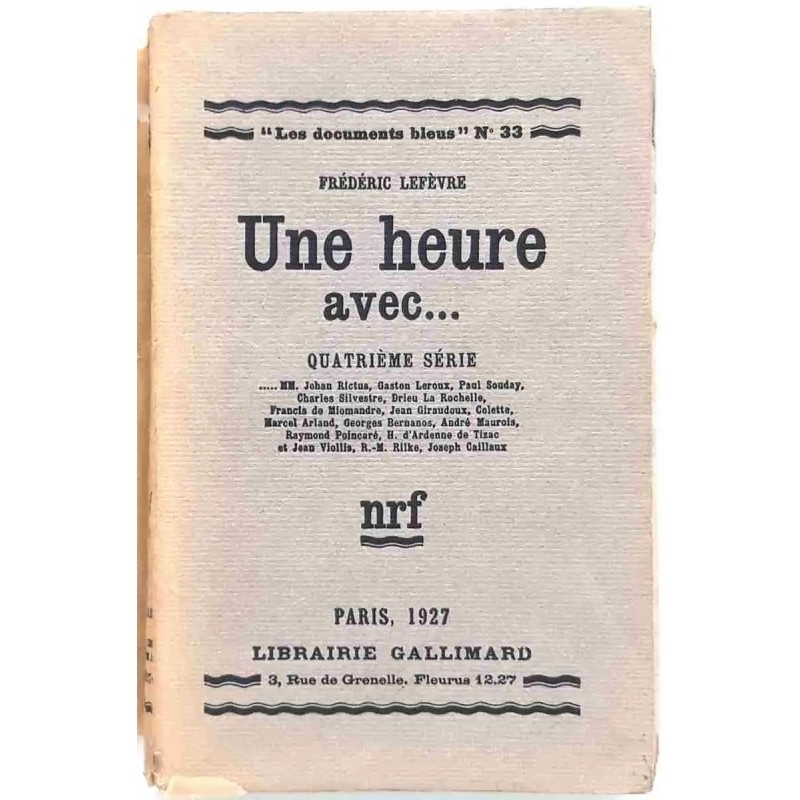 "Les documents bleus" N° 33
FRÉDÉRIC LEFÈVRE
Une heure
avec...
QUATRIÈME SÉRIE
..... MM. Jehan Rictus, Gaston Leroux, Paul Souday,
Charles Silvestre, Drieu La Rochelle,
Francis de Miomandre, Jean Giraudoux, Colette,
Marcel Arland, Georges Bernanos, André Maurois,
Raymond Poincaré, H. d'Ardenne de Tizac
et Jean Viollis, R.-M. Rilke, Joseph Caillaux
nrf
PARIS, 1927
LIBRAIRIE GALLIMARD
3, Rue de Grenelle. Fleurus 12.27